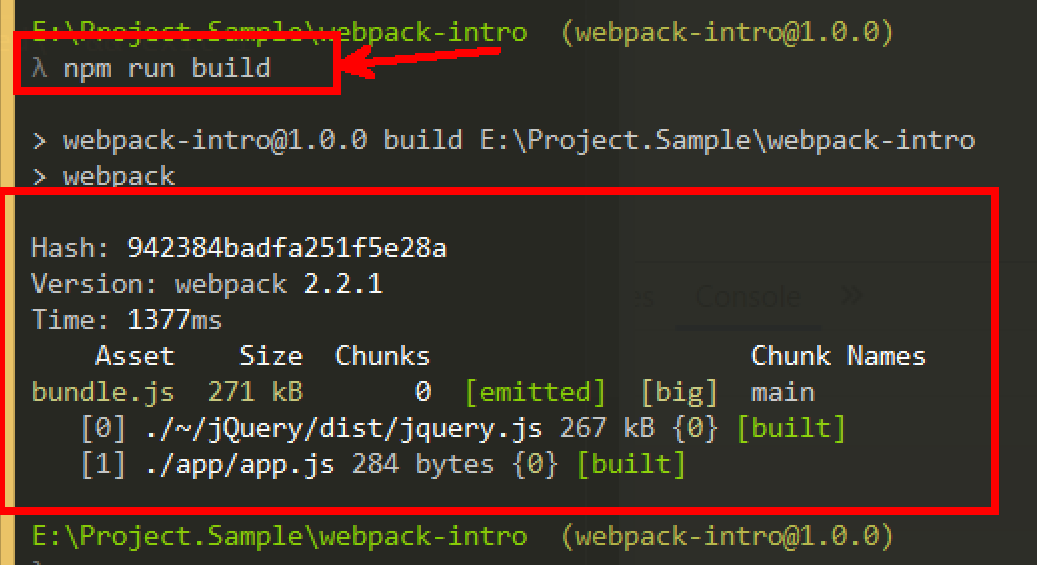 E:\Project.Sample\webpack-intro (webpack-intro@1.0.0)
λ npm run build
> webpack-intro@1.0.0 build E:\Project.Sample\webpack-intro
> webpack
Hash: 942384badfa251f5e28a
Version: webpack 2.2.1
Time: 1377ms
Console »
Asset Size Chunks Chunk Names
bundle.js 271 kB 0 [emitted] [big] main
[0] ./~/jQuery/dist/jquery.js 267 kB {0} [built]
[1] ./app/app.js 284 bytes {0} [built]
E:\Project.Sample\webpack-intro (webpack-intro@1.0.0)